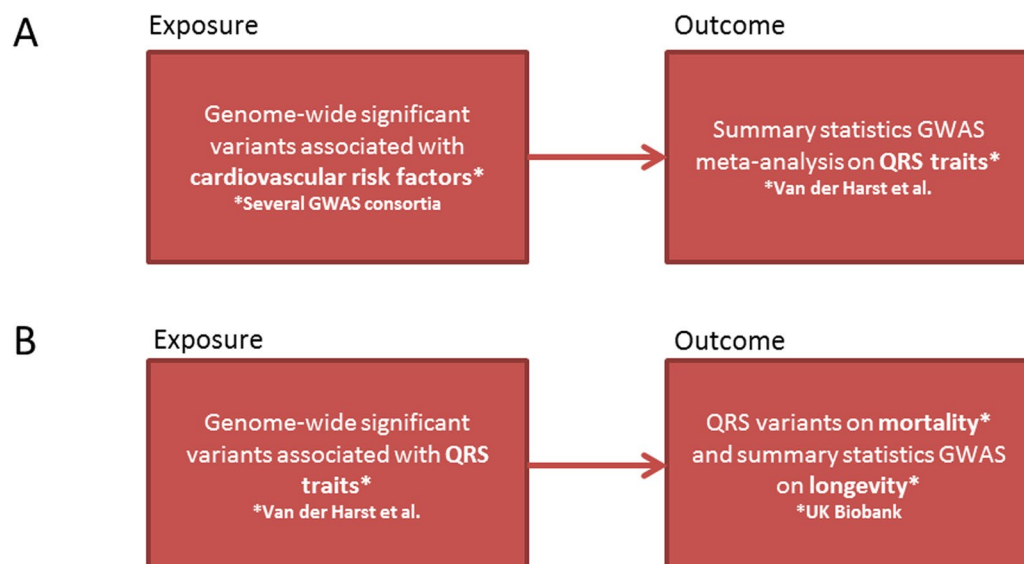 A
Exposure
Outcome
Genome-wide significant
variants associated with
cardiovascular risk factors*
*Several GWAS consortia
Summary statistics GWAS
meta-analysis on QRS traits*
*Van der Harst et al.
B
Exposure
Outcome
Genome-wide significant
variants associated with QRS
traits*
*Van der Harst et al.
QRS variants on mortality*
and summary statistics GWAS
on longevity*
*UK Biobank